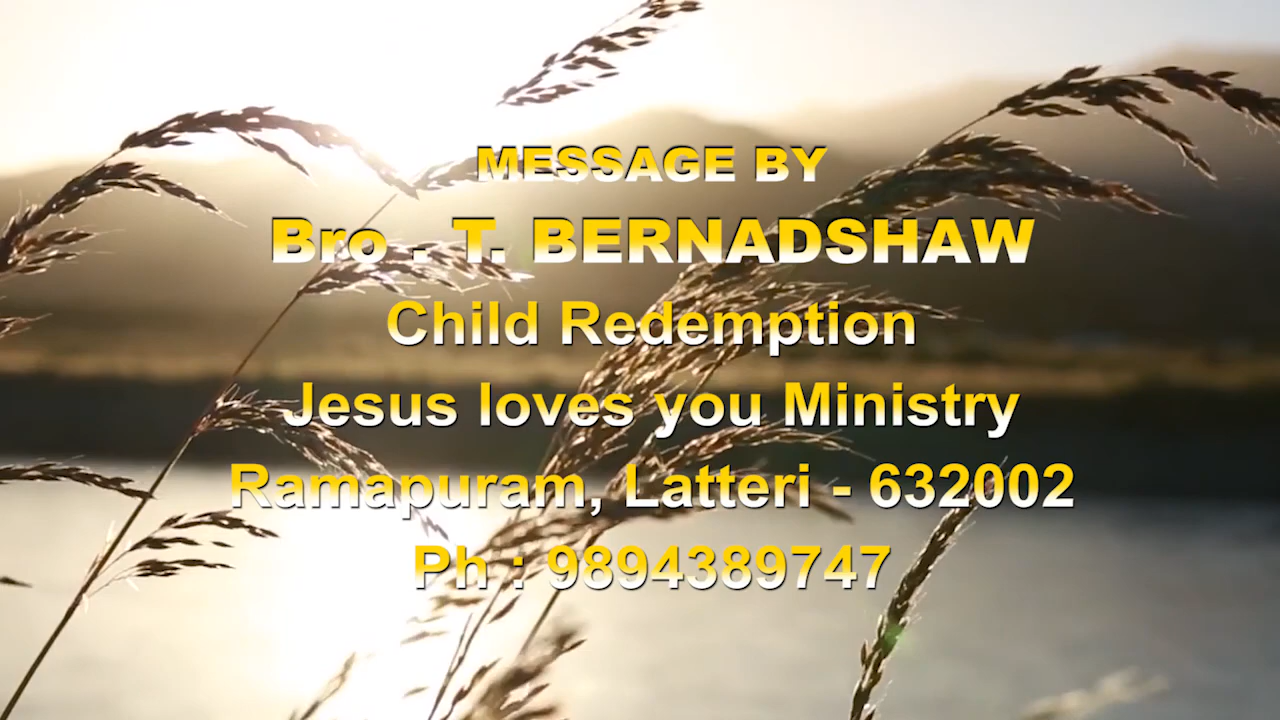 MESSAGE BY
Bro . T. BERNADSHAW
Child Redemption
Jesus loves you Ministry
Ramapuram, Latteri - 632002
Ph : 9894389747